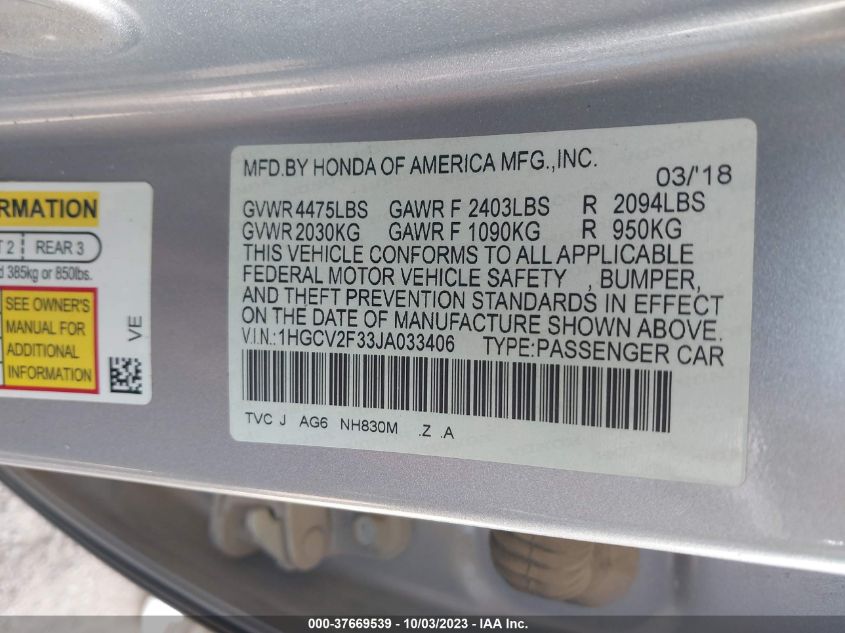 RMATION
T 2 REAR 3
d 385kg or 850lbs.
SEE OWNER'S
MANUAL FOR
ADDITIONAL
INFORMATION
VE
MFD.BY HONDA OF AMERICA MFG.,INC.
03/'18
GVWR 4475LBS GAWR F 2403LBS R 2094LBS
GVWR 2030KG GAWR F 1090KG R 950KG
THIS VEHICLE CONFORMS TO ALL APPLICABLE
FEDERAL MOTOR VEHICLE SAFETY , BUMPER,
AND THEFT PREVENTION STANDARDS IN EFFECT
ON THE DATE OF MANUFACTURE SHOWN ABOVE.
V.I.N.:1HGCV2F33JA033406 TYPE:PASSENGER CAR
TVC J AG6 NH830M .Z .A
000-37669539 - 10/03/2023 - IAA Inc.